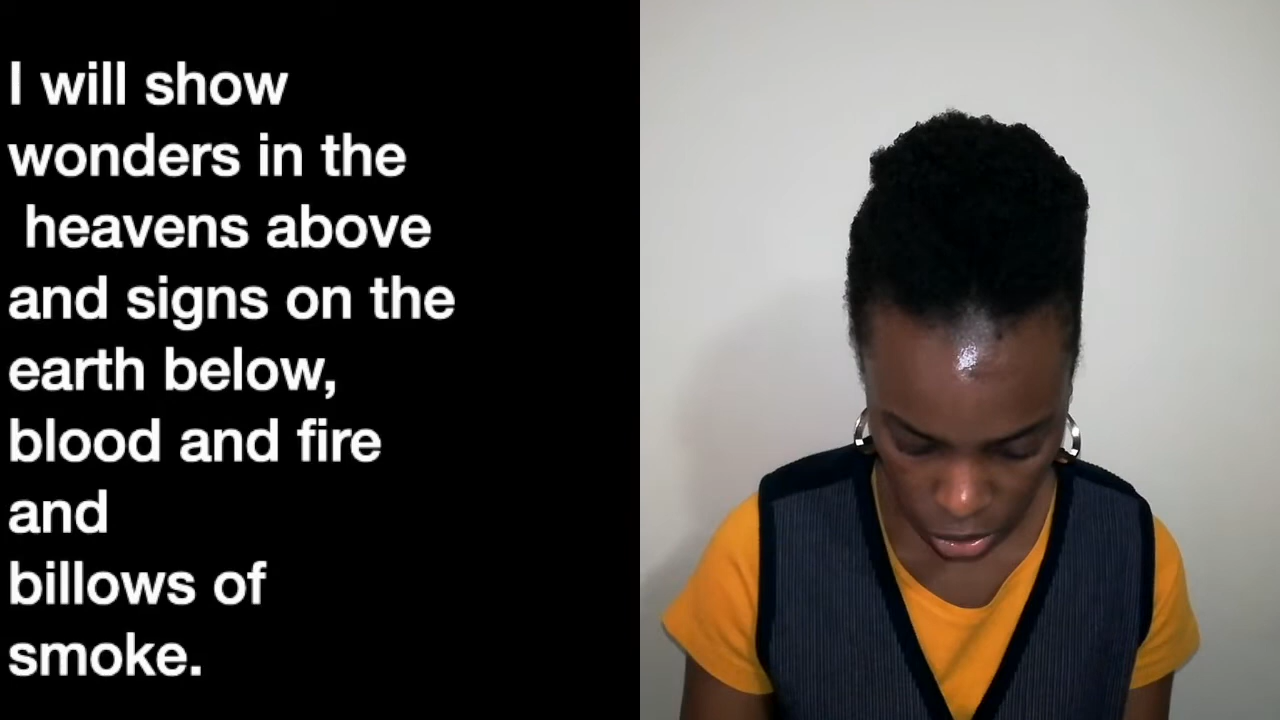 I will show
wonders in the
heavens above
and signs on the
earth below,
blood and fire
and
billows of
smoke.